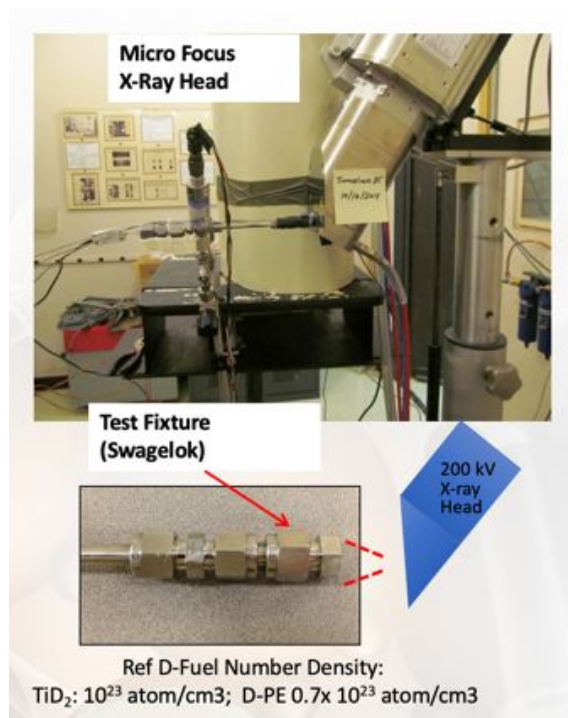 Micro Focus
X-Ray Head
Test Fixture
(Swagelok)
200 kV
X-ray
Head
Ref D-Fuel Number Density:
TiD₂: 10²³ atom/cm3; D-PE 0.7x 10²³ atom/cm3